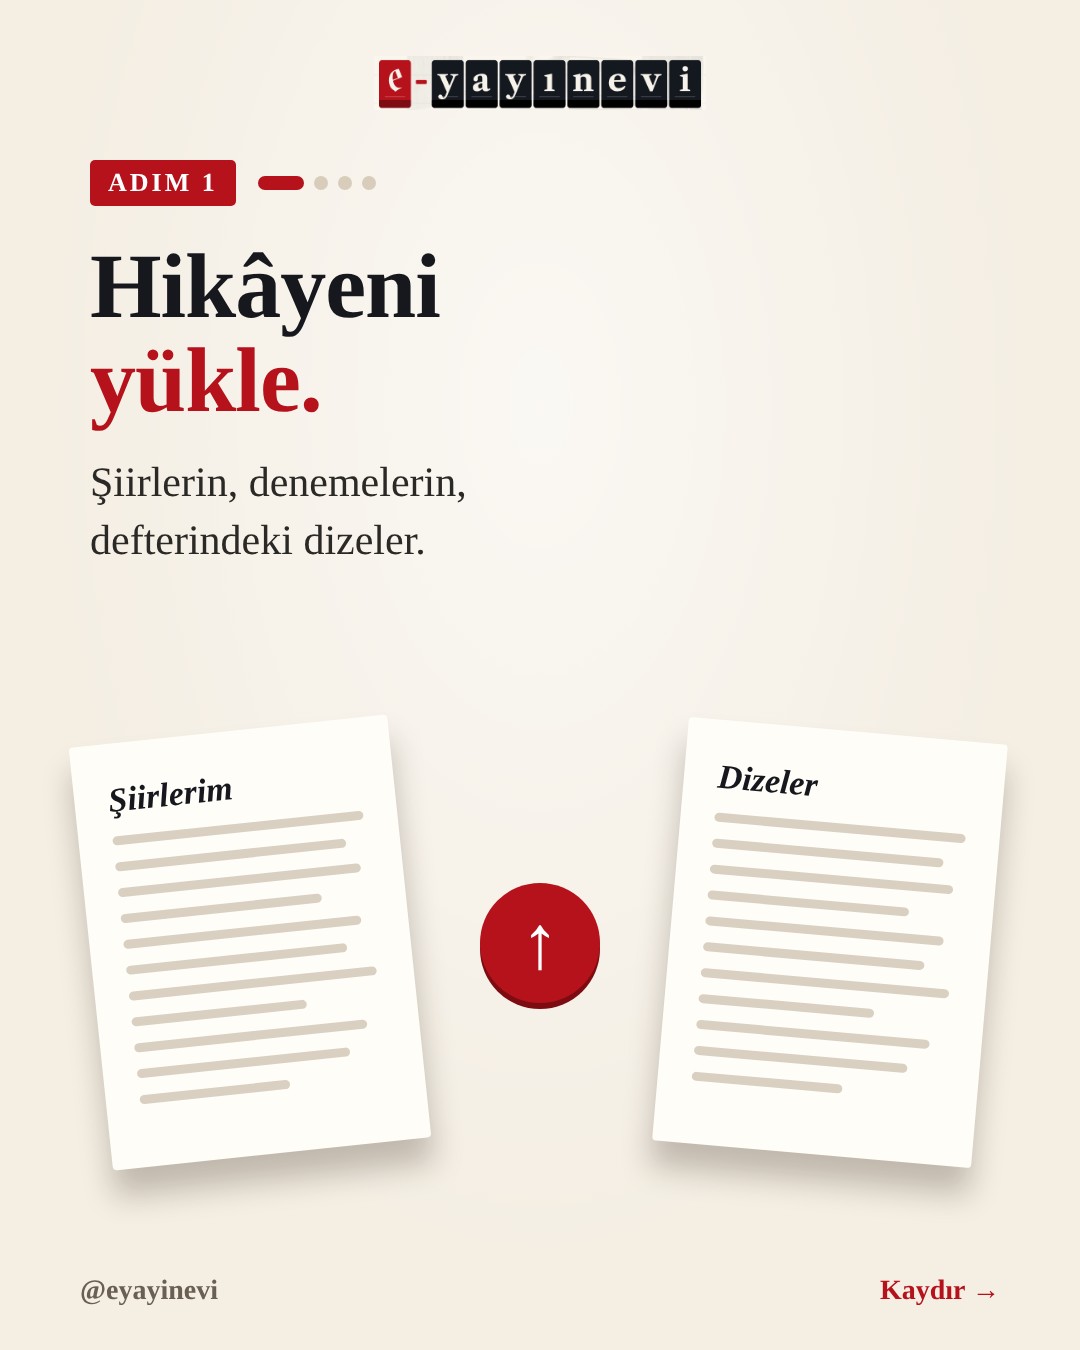 e-yayınevi
ADIM 1
Hikâyeni
yükle.
Şiirlerin, denemelerin,
defterindeki dizeler.
Şiirlerim
Dizeler
↑
@eyayinevi
Kaydır →